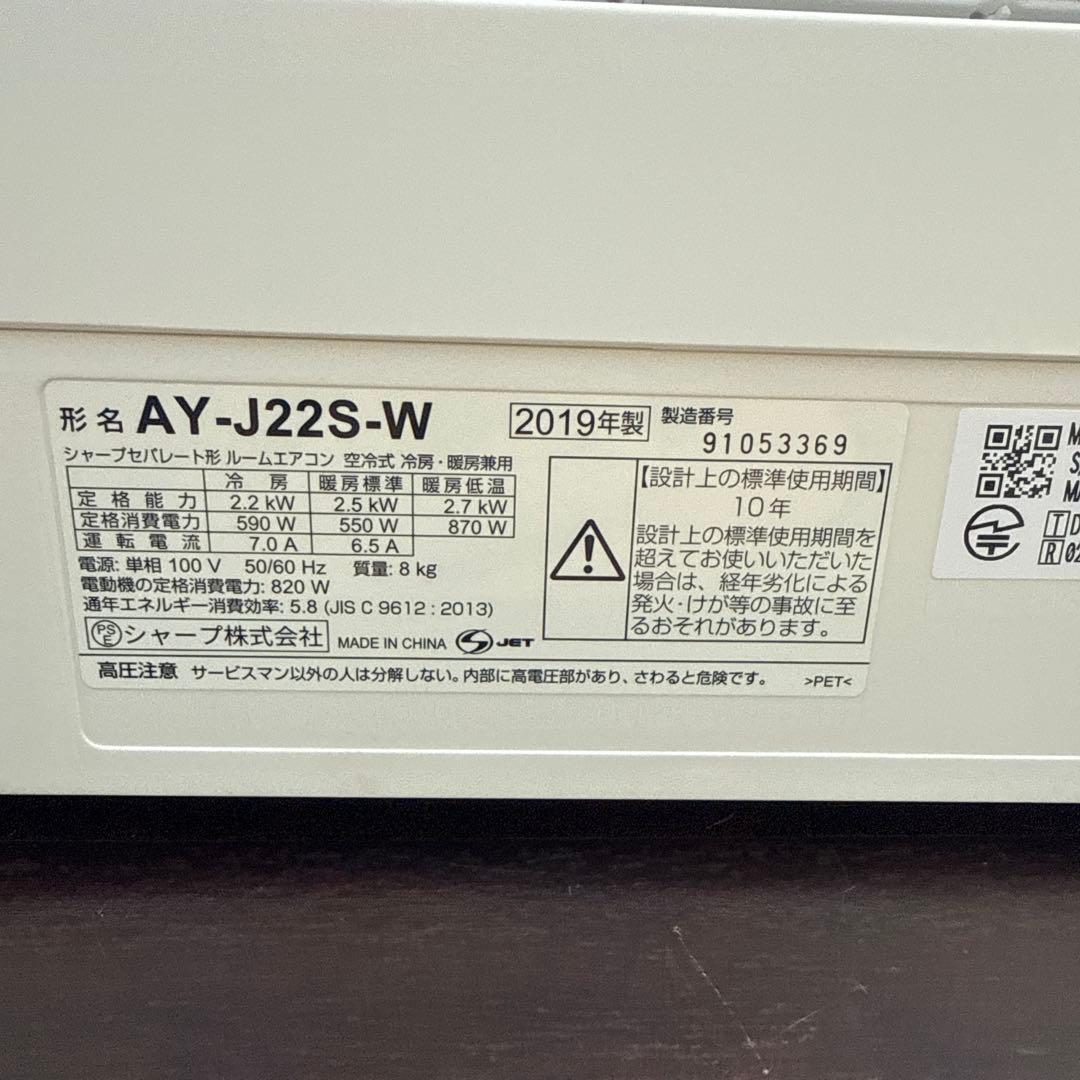 形名 AY-J22S-W 2019年製 製造番号 91053369
シャープセパレート形 ルームエアコン 空冷式 冷房・暖房兼用
冷房 暖房標準 暖房低温
定格能力 2.2 kW 2.5 kW 2.7 kW
定格消費電力 590 W 550 W 870 W
運転電流 7.0 A 6.5 A
電源: 単相 100 V 50/60 Hz 質量: 8 kg
電動機の定格消費電力: 820 W
通年エネルギー消費効率: 5.8 (JIS C 9612 : 2013)
PSE シャープ株式会社 MADE IN CHINA JET
【設計上の標準使用期間】
10年
設計上の標準使用期間を
超えてお使いいただいた
場合は、経年劣化による
発火・けが等の事故に至
るおそれがあります。
高圧注意 サービスマン以外の人は分解しない。内部に高電圧部があり、さわると危険です。 >PET<
M
S
MA
T D
R 02